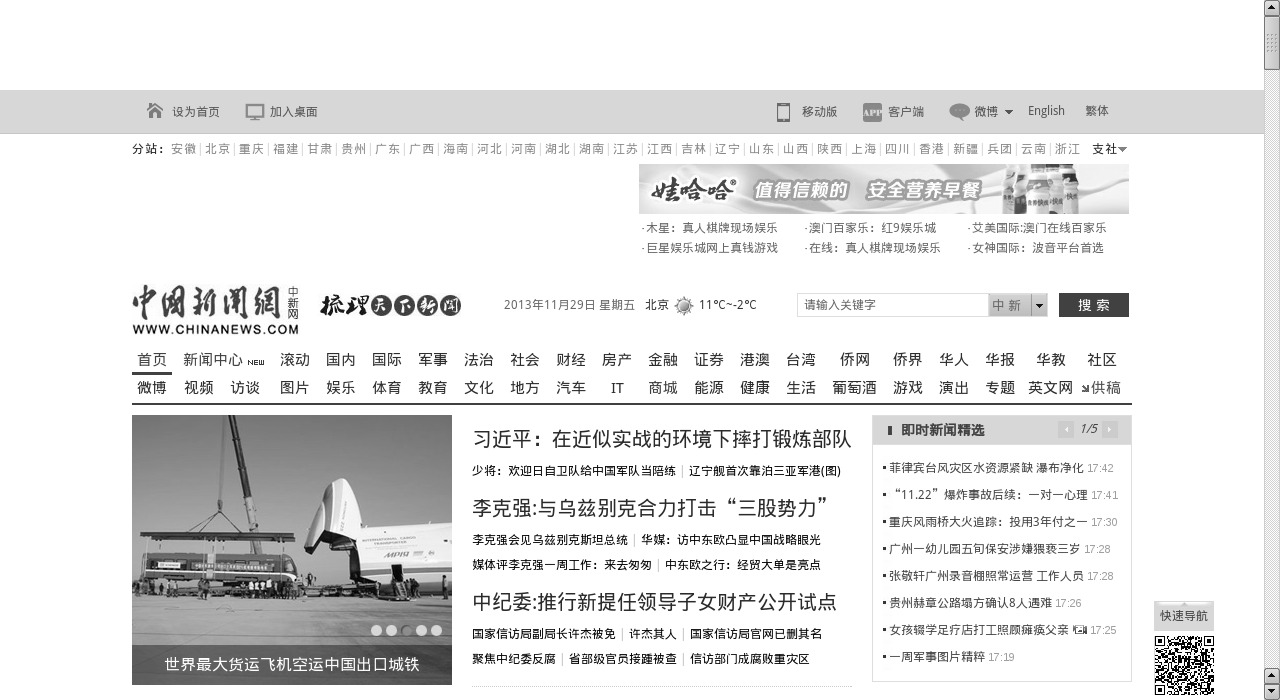 设为首页 加入桌面 移动版 APP 客户端 微博 English 繁体
分站：安徽|北京|重庆|福建|甘肃|贵州|广东|广西|海南|河北|河南|湖北|湖南|江苏|江西|吉林|辽宁|山东|山西|陕西|上海|四川|香港|新疆|兵团|云南|浙江 支社
娃哈哈® 值得信赖的 安全营养早餐
·木星：真人棋牌现场娱乐 ·澳门百家乐：红9娱乐城 ·艾美国际:澳门在线百家乐
·巨星娱乐城网上真钱游戏 ·在线：真人棋牌现场娱乐 ·女神国际：波音平台首选
中国新闻網 中新网 梳理天下新闻
WWW.CHINANEWS.COM
2013年11月29日 星期五 北京 11℃~-2℃ 请输入关键字 中新 搜索
首页 新闻中心 NEW 滚动 国内 国际 军事 法治 社会 财经 房产 金融 证券 港澳 台湾 侨网 侨界 华人 华报 华教 社区
微博 视频 访谈 图片 娱乐 体育 教育 文化 地方 汽车 IT 商城 能源 健康 生活 葡萄酒 游戏 演出 专题 英文网 供稿
INTERNATIONAL CARGO
TRANSPORTER
世界最大货运飞机空运中国出口城铁
习近平：在近似实战的环境下摔打锻炼部队
少将：欢迎日自卫队给中国军队当陪练 | 辽宁舰首次靠泊三亚军港(图)
李克强:与乌兹别克合力打击“三股势力”
李克强会见乌兹别克斯坦总统 | 华媒：访中东欧凸显中国战略眼光
媒体评李克强一周工作：来去匆匆 | 中东欧之行：经贸大单是亮点
中纪委:推行新提任领导子女财产公开试点
国家信访局副局长许杰被免 | 许杰其人 | 国家信访局官网已删其名
聚焦中纪委反腐 | 省部级官员接踵被查 | 信访部门成腐败重灾区
即时新闻精选 1/5
菲律宾台风灾区水资源紧缺 瀑布净化 17:42
“11.22”爆炸事故后续：一对一心理 17:41
重庆风雨桥大火追踪：投用3年付之一 17:30
广州一幼儿园五旬保安涉嫌猥亵三岁 17:28
张敬轩广州录音棚照常运营 工作人员 17:28
贵州赫章公路塌方确认8人遇难 17:26
女孩辍学足疗店打工照顾瘫痪父亲 17:25
一周军事图片精粹 17:19
快速导航